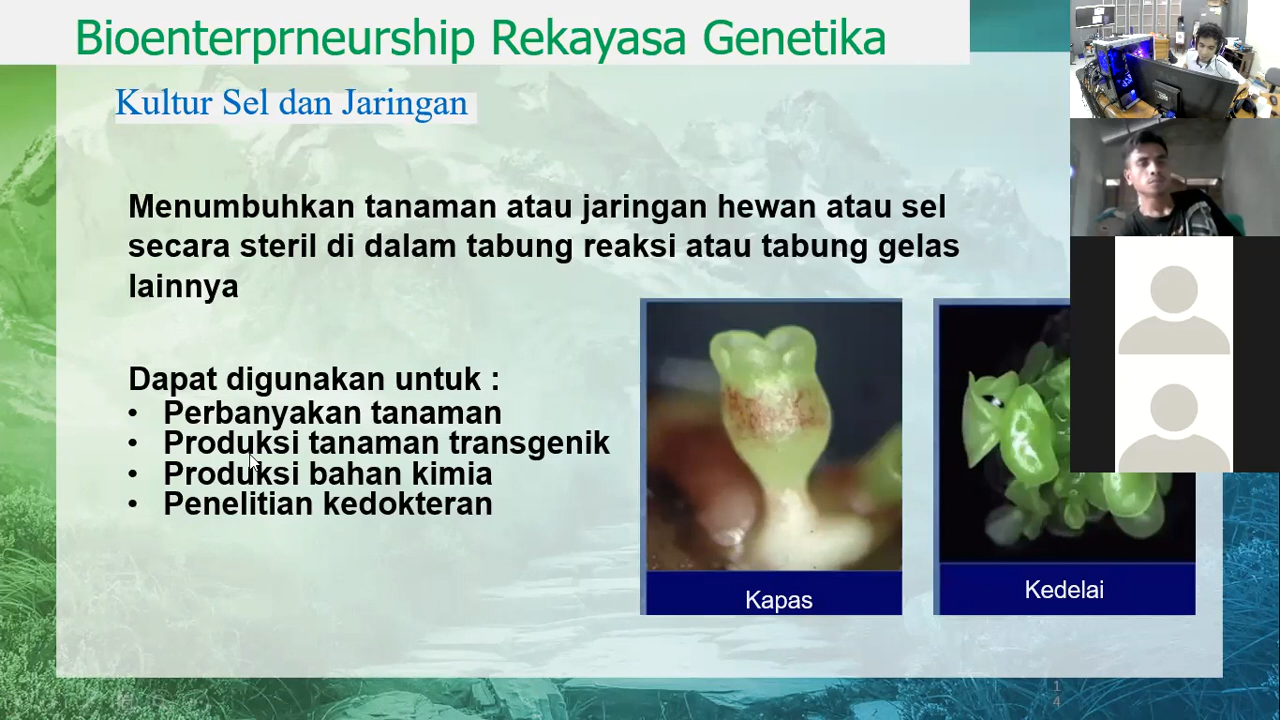 Bioenterprneurship Rekayasa Genetika
Kultur Sel dan Jaringan
Menumbuhkan tanaman atau jaringan hewan atau sel
secara steril di dalam tabung reaksi atau tabung gelas
lainnya
Dapat digunakan untuk :
• Perbanyakan tanaman
• Produksi tanaman transgenik
• Produksi bahan kimia
• Penelitian kedokteran
Kapas
Kedelai
1
4